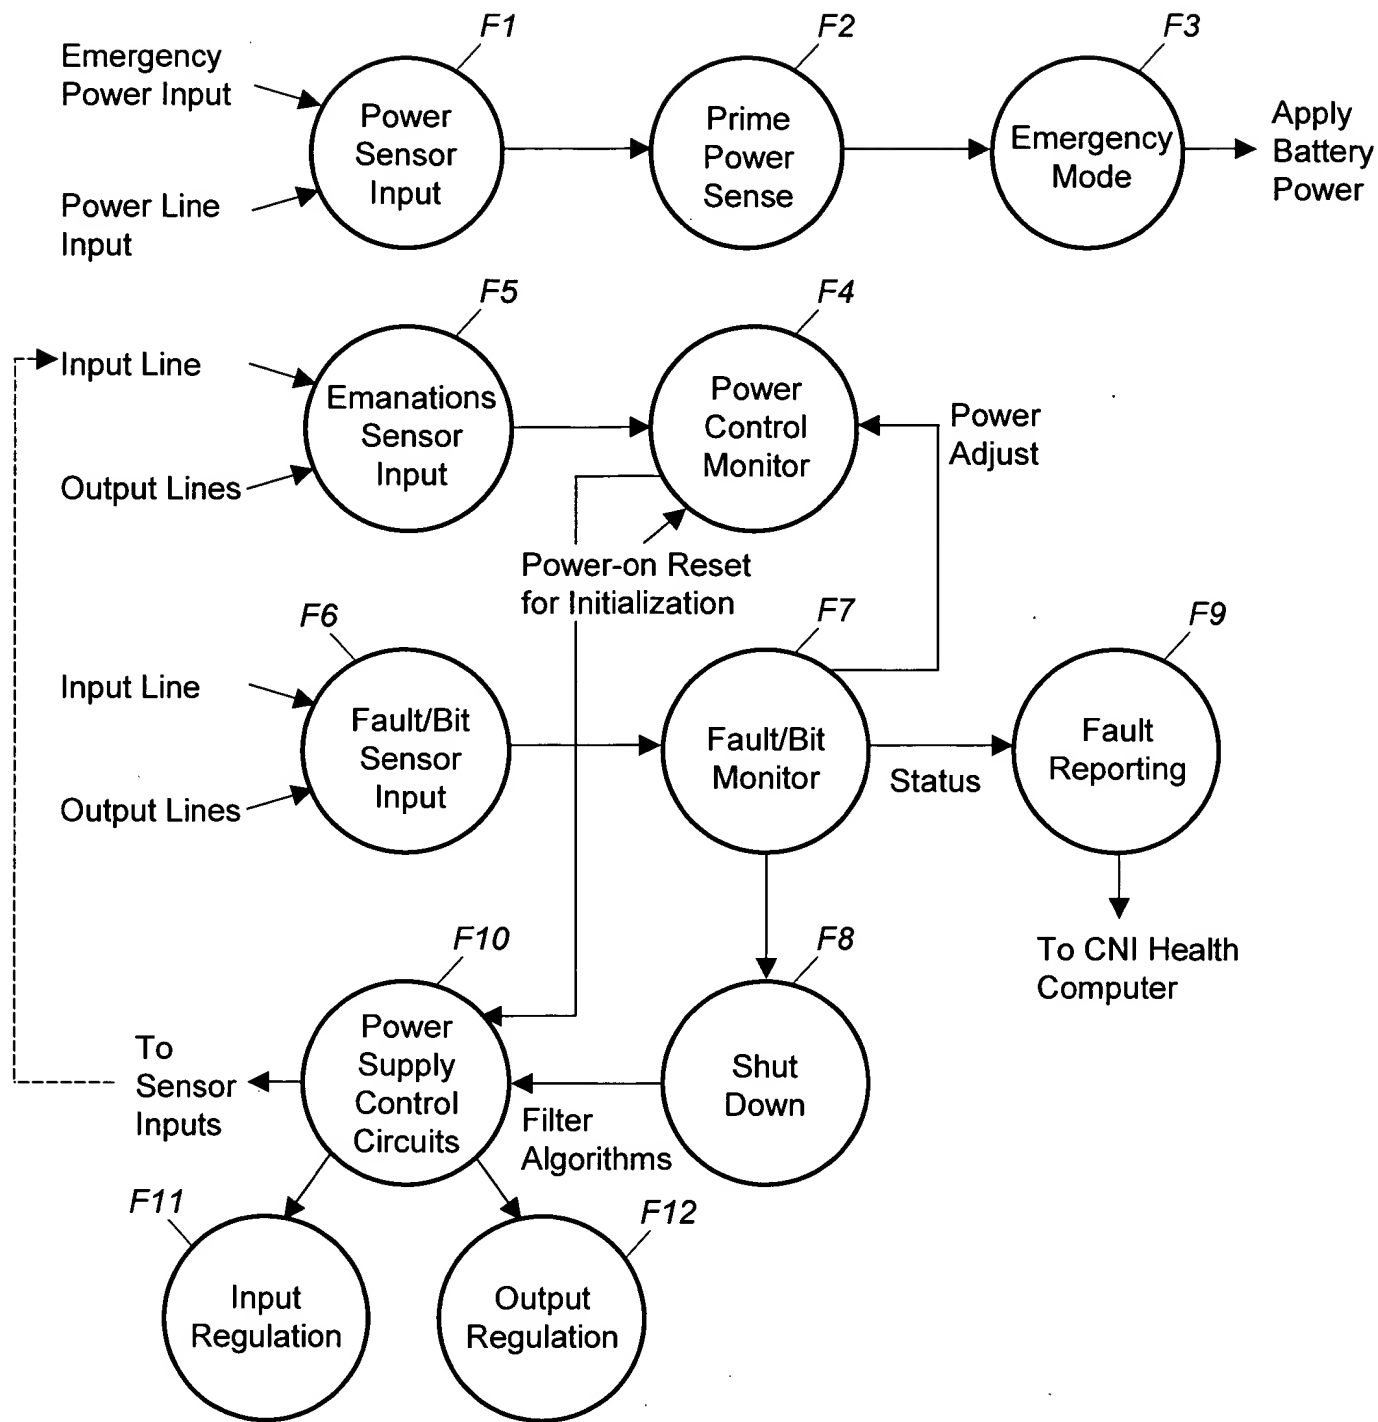 F1
F2
F3
Emergency
Power Input
Power
Sensor
Input
Prime
Power
Sense
Emergency
Mode
Apply
Battery
Power
Power Line
Input
F5
F4
Input Line
Emanations
Sensor
Input
Power
Control
Monitor
Power
Adjust
Output Lines
Power-on Reset
for Initialization
F6
F7
F9
Input Line
Fault/Bit
Sensor
Input
Fault/Bit
Monitor
Status
Fault
Reporting
Output Lines
F10
F8
To CNI Health
Computer
To
Sensor
Inputs
Power
Supply
Control
Circuits
Filter
Algorithms
Shut
Down
F11
F12
Input
Regulation
Output
Regulation